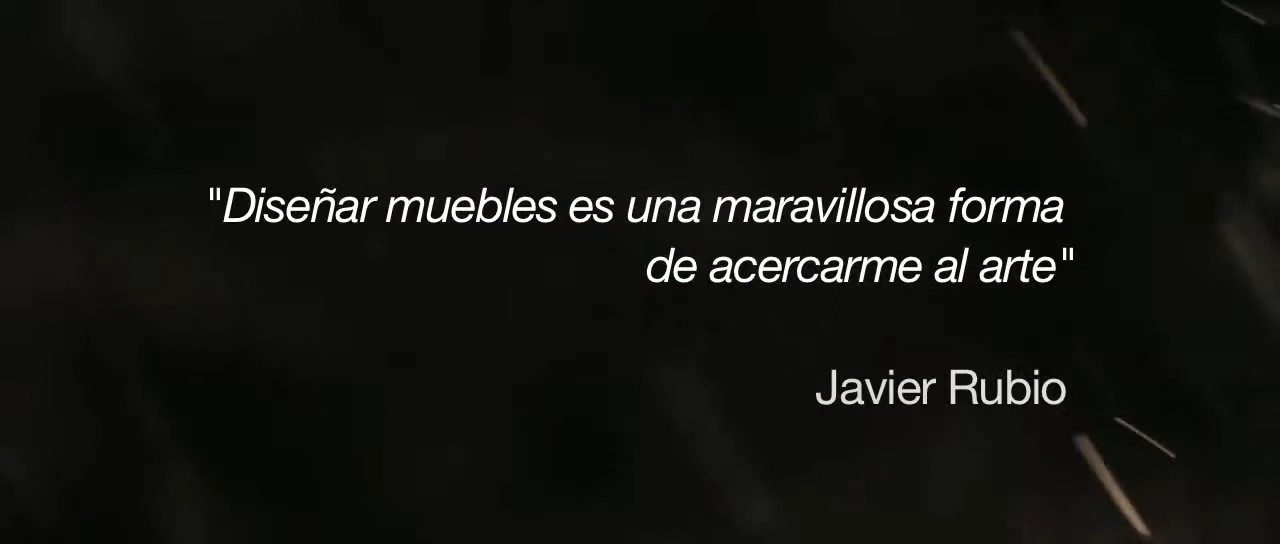 "Diseñar muebles es una maravillosa forma
de acercarme al arte"
Javier Rubio